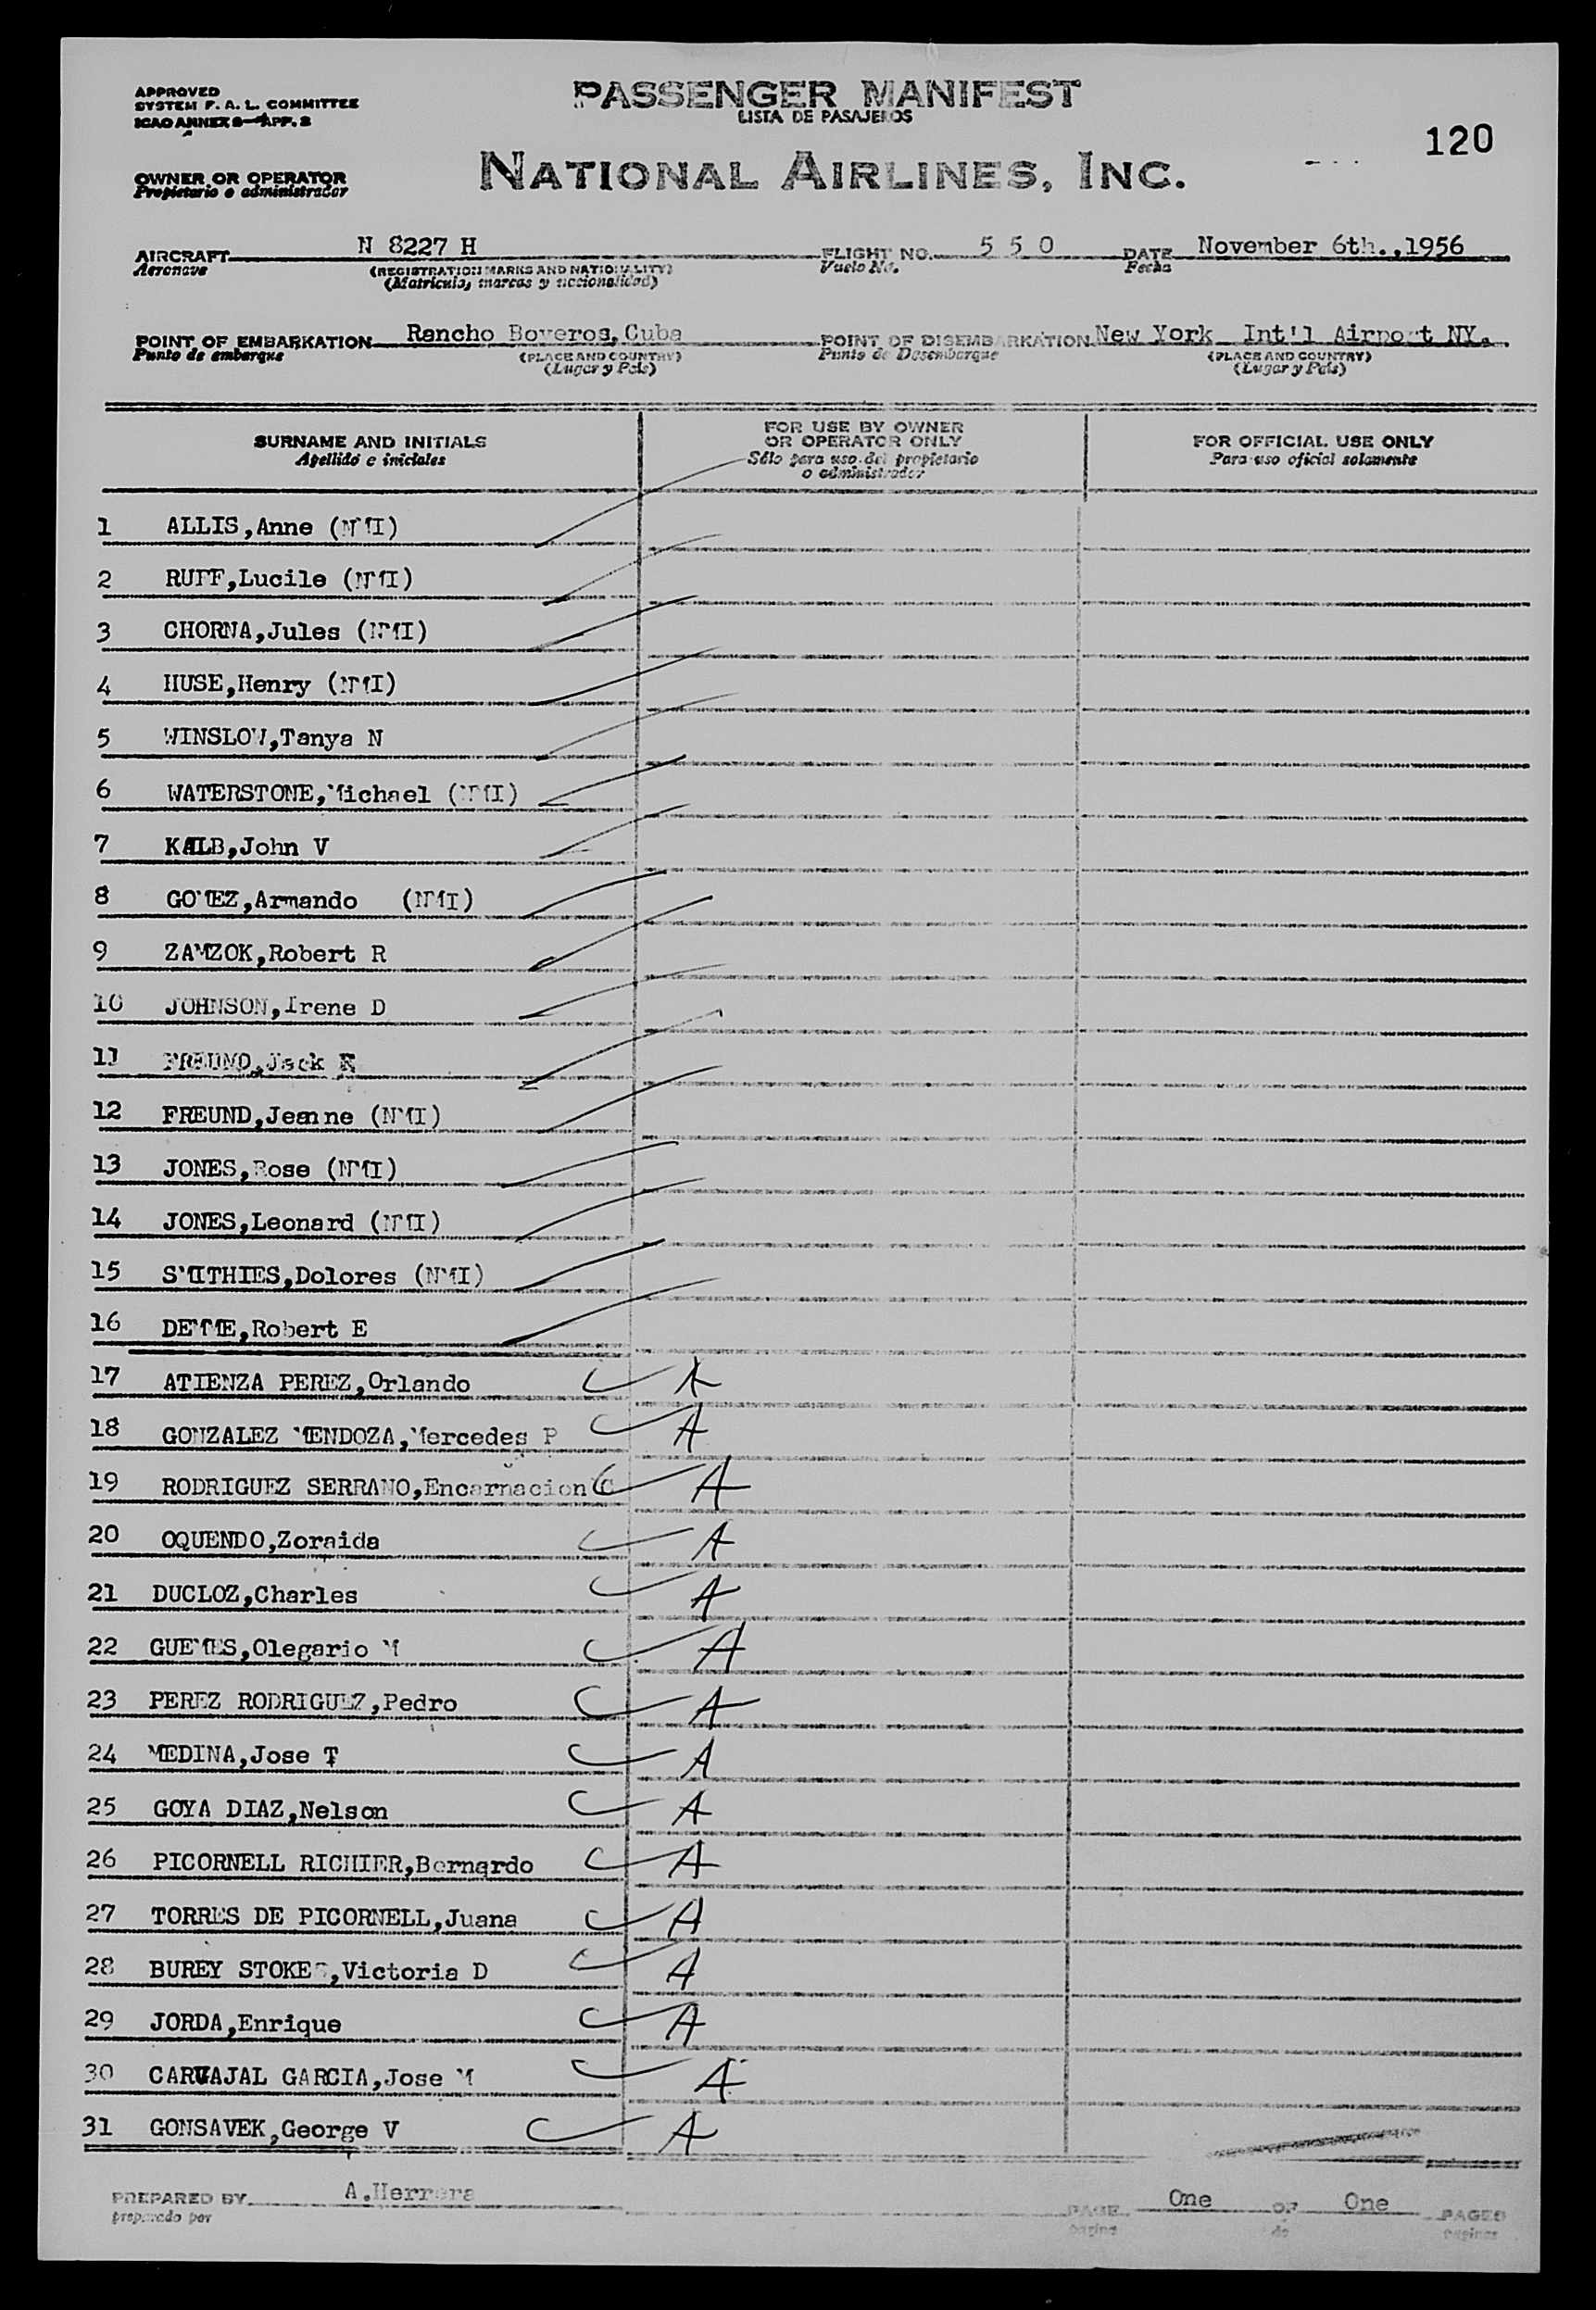 APPROVED
SYSTEM F. A. L. COMMITTEE
ICAO ANNEX 9—APP. 2
PASSENGER MANIFEST
LISTA DE PASAJEROS
120
OWNER OR OPERATOR
Propietario o administrador
NATIONAL AIRLINES, INC.
AIRCRAFT N 8227 H FLIGHT NO. 5 5 0 DATE November 6th.,1956
Aeronave (REGISTRATION MARKS AND NATIONALITY) Vuelo No. Fecha
(Matricula, marcas y nacionalidad)
POINT OF EMBARKATION Rancho Boyeros, Cuba POINT OF DISEMBARKATION New York Int'l Airport NY.
Punto de embarque (PLACE AND COUNTRY) Punto de Desembarque (PLACE AND COUNTRY)
(Lugar y País) (Lugar y País)
SURNAME AND INITIALS
Apellido e iniciales
FOR USE BY OWNER
OR OPERATOR ONLY
Sólo para uso del propietario
o administrador
FOR OFFICIAL USE ONLY
Para uso oficial solamente
1 ALLIS,Anne (NMI)
2 RUFF,Lucile (NMI)
3 CHORNA,Jules (NMI)
4 HUSE,Henry (NMI)
5 WINSLOW,Tanya N
6 WATERSTONE,Michael (NMI)
7 KALB,John V
8 GOMEZ,Armando (NMI)
9 ZAMZOK,Robert R
10 JOHNSON,Irene D
11 FREUND,Jack
12 FREUND,Jeanne (NMI)
13 JONES,Rose (NMI)
14 JONES,Leonard (NMI)
15 SMITHIES,Dolores (NMI)
16 Robert E
17 ATIENZA PEREZ,Orlando A
18 GONZALEZ MENDOZA,Mercedes P A
19 RODRIGUEZ SERRANO,Encarnacion C A
20 OQUENDO,Zoraida A
21 DUCLOZ,Charles A
22 GUEMES,Olegario M A
23 PEREZ RODRIGUEZ,Pedro A
24 MEDINA,Jose T A
25 GOYA DIAZ,Nelson A
26 PICORNELL RICHIER,Bernardo A
27 TORRES DE PICORNELL,Juana A
28 BUREY STOKES,Victoria D A
29 JORDA,Enrique A
30 CARVAJAL GARCIA,Jose M A
31 GONSAVEK,George V A
PREPARED BY A.Herrera PAGE One OF One PAGES
preparado por pagina de paginas